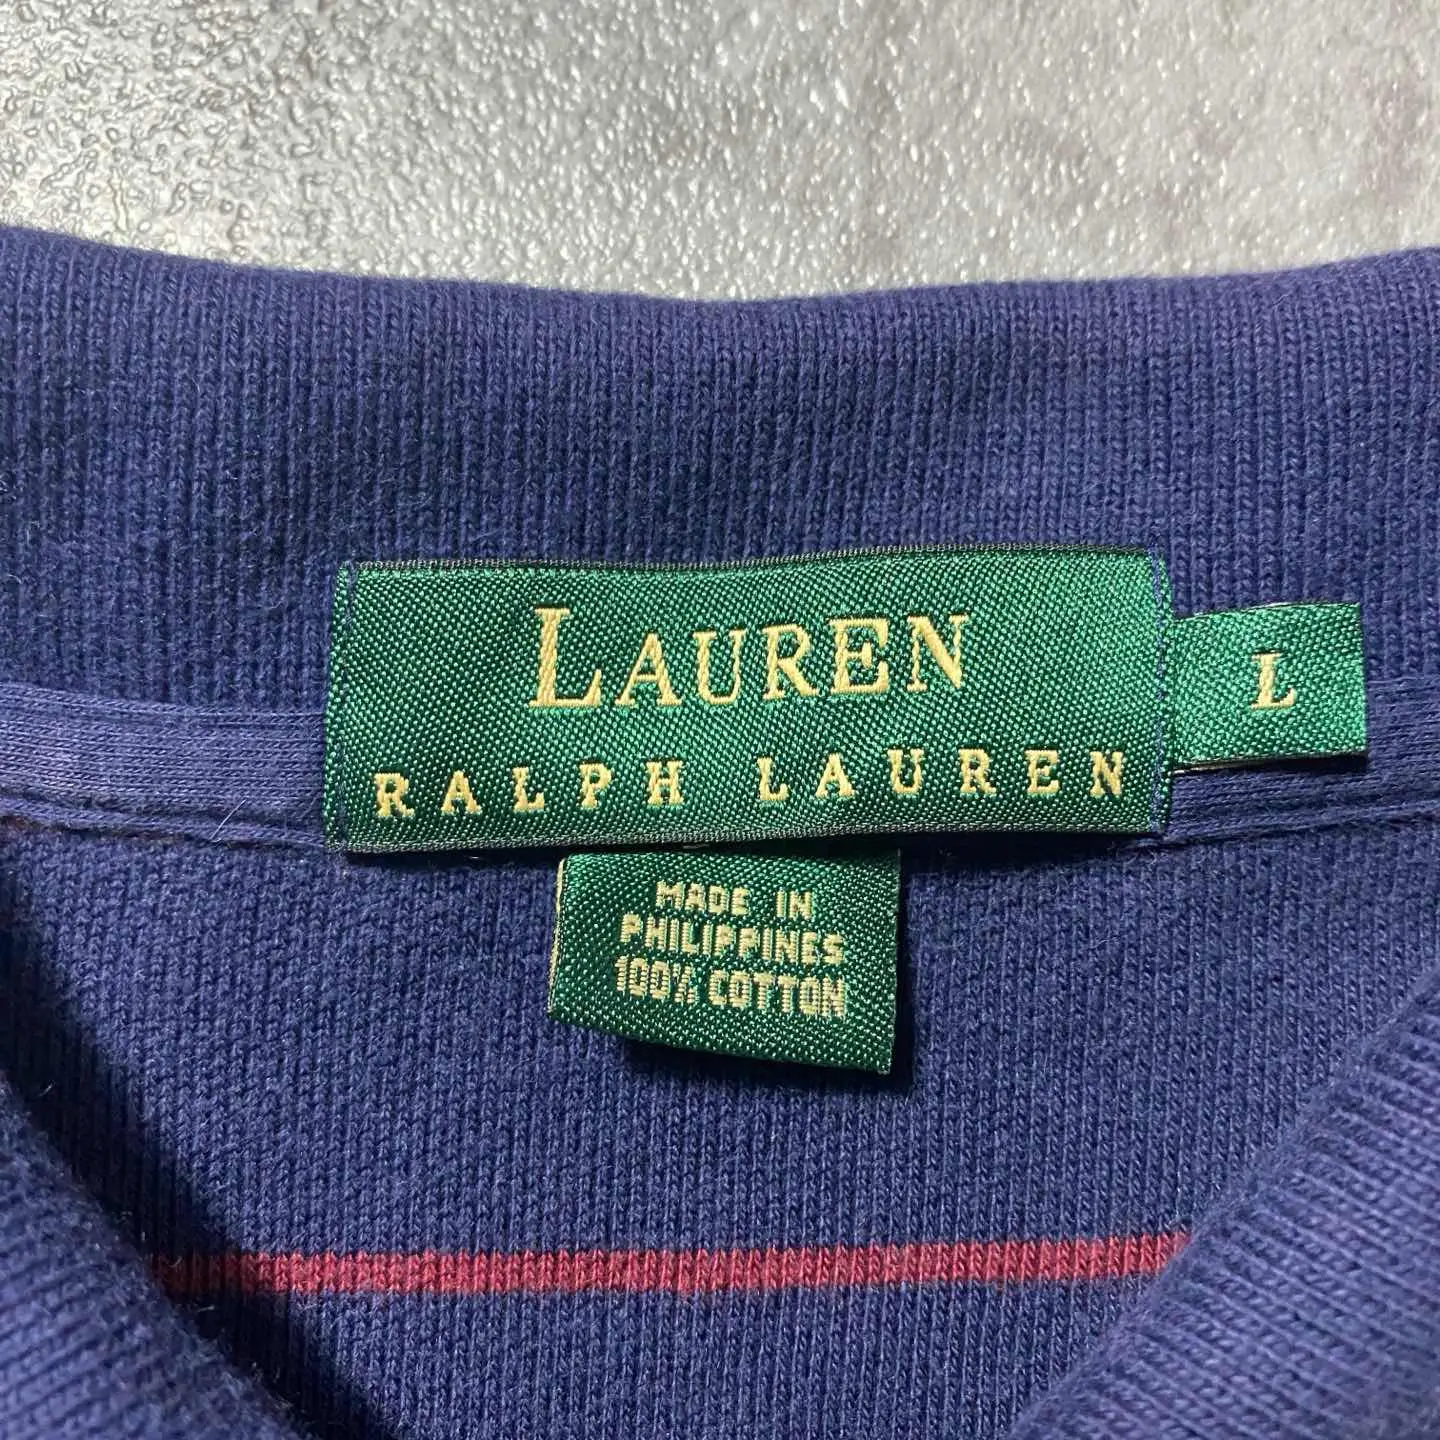 LAUREN
RALPH LAUREN
L
MADE IN
PHILIPPINES
100% COTTON